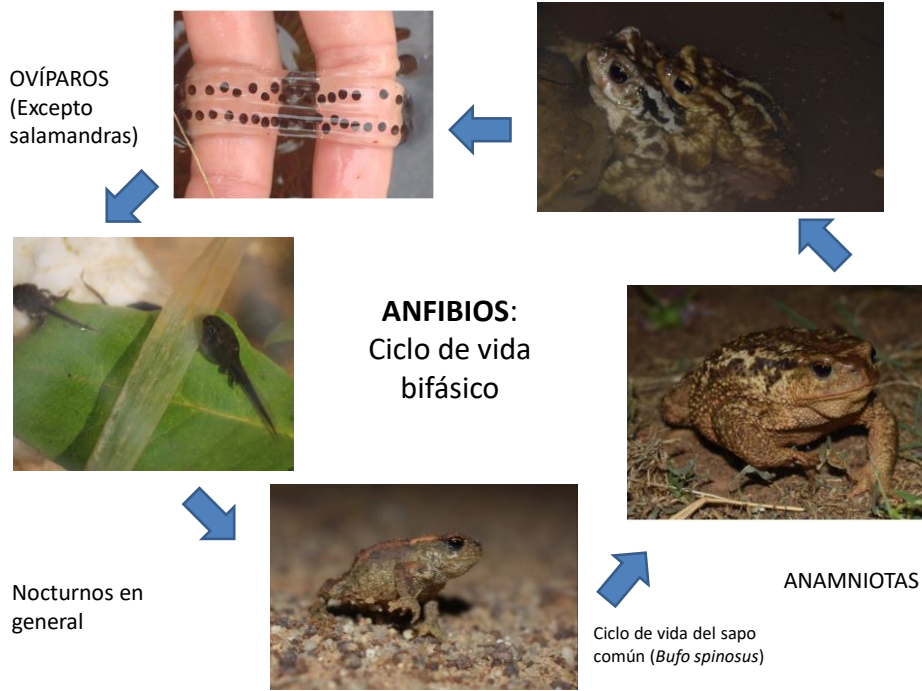 OVÍPAROS
(Excepto
salamandras)
ANFIBIOS:
Ciclo de vida
bifásico
Nocturnos en
general
ANAMNIOTAS
Ciclo de vida del sapo
común (Bufo spinosus)